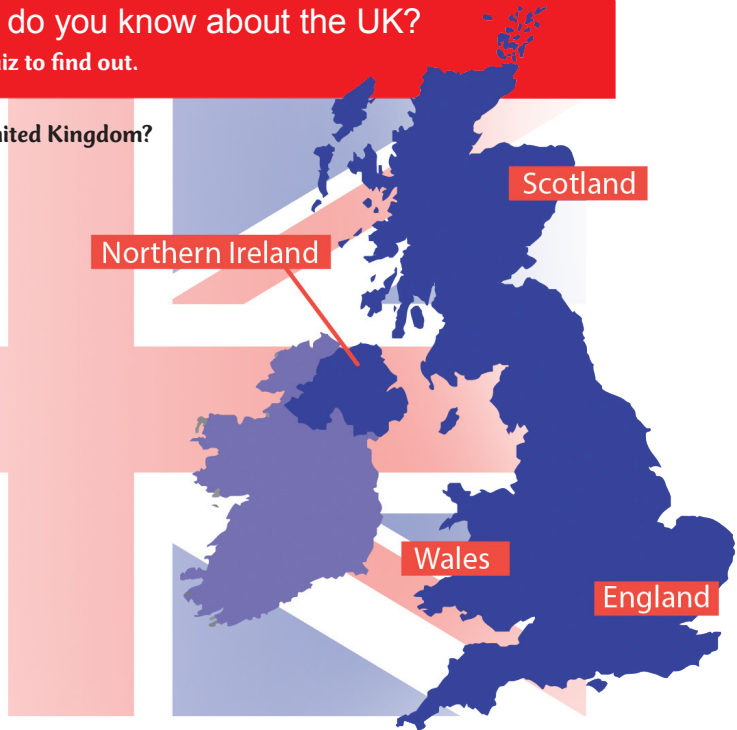 do you know about the UK?
iz to find out.
nited Kingdom?
Scotland
Northern Ireland
Wales
England